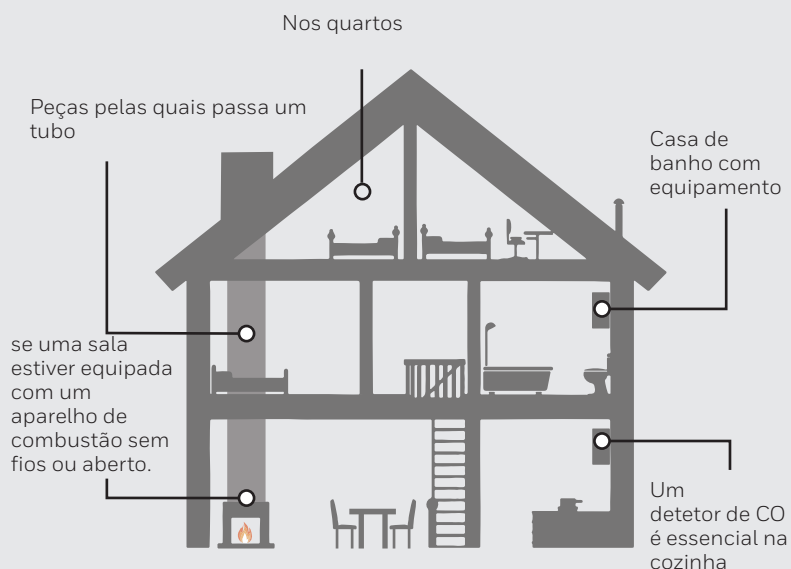 Nos quartos
Peças pelas quais passa um
tubo
Casa de
banho com
equipamento
se uma sala
estiver equipada
com um
aparelho de
combustão sem
fios ou aberto.
Um
detetor de CO
é essencial na
cozinha